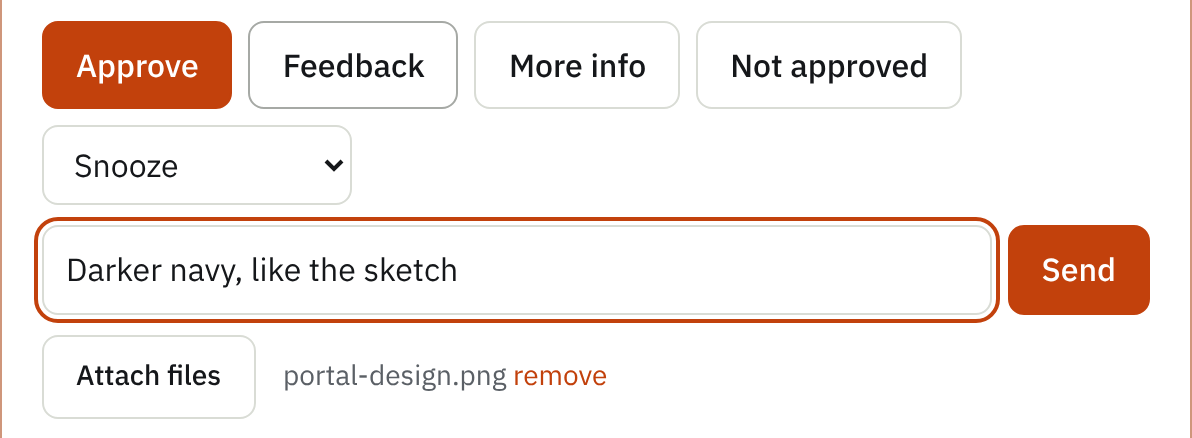 Approve Feedback More info Not approved
Snooze
Darker navy, like the sketch Send
Attach files portal-design.png remove